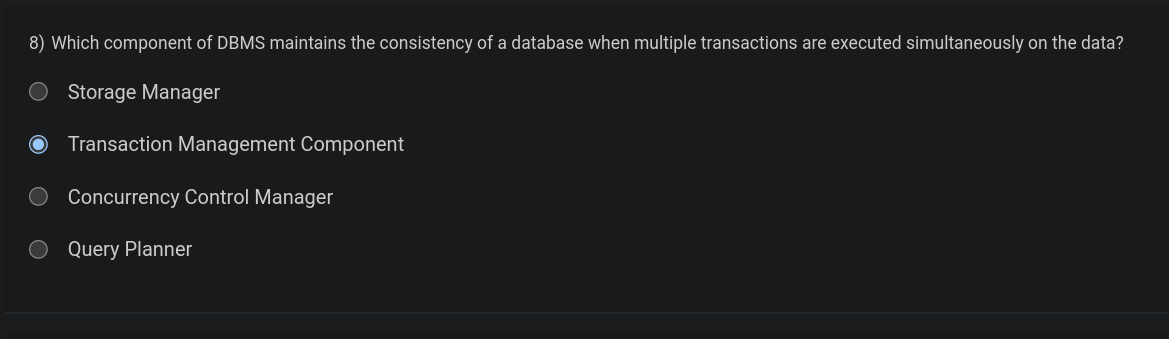 8) Which component of DBMS maintains the consistency of a database when multiple transactions are executed simultaneously on the data?
Storage Manager
Transaction Management Component
Concurrency Control Manager
Query Planner